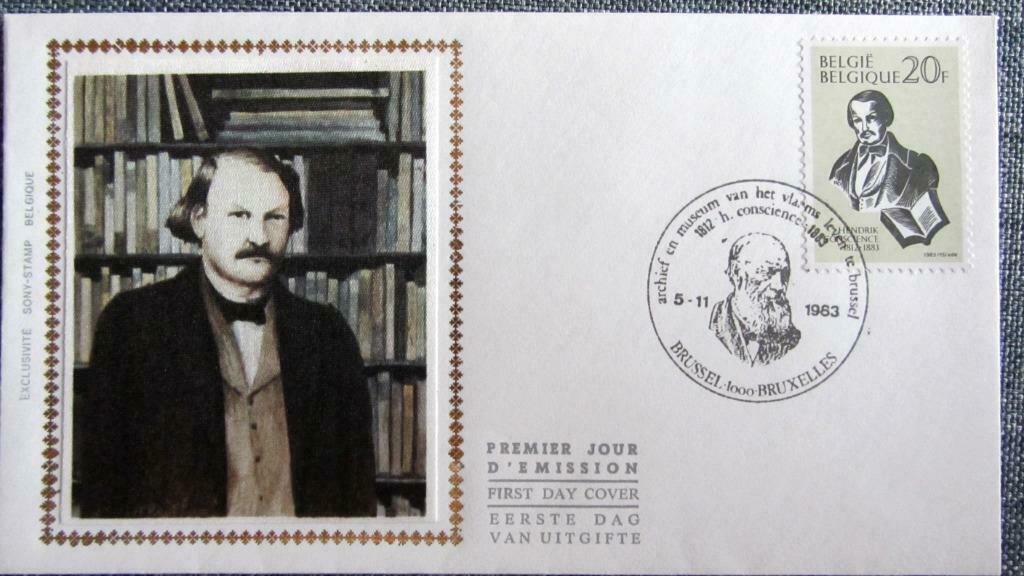 EXCLUSIVITE SONY-STAMP BELGIQUE
BELGIË
BELGIQUE 20F
HENDRIK
CONSCIENCE
1812-1883
archief en museum van het vlaams leven te brussel
1812 · h. conscience · 1983
5-11 1983
BRUSSEL · 1000 · BRUXELLES
PREMIER JOUR
D'EMISSION
FIRST DAY COVER
EERSTE DAG
VAN UITGIFTE